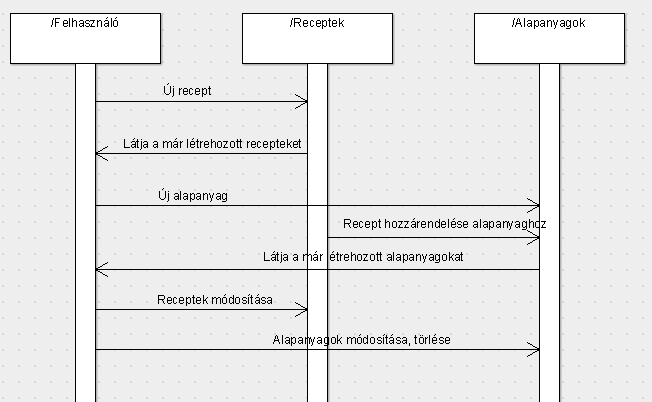 /Felhasználó
/Receptek
/Alapanyagok
Új recept
Látja a már létrehozott recepteket
Új alapanyag
Recept hozzárendelése alapanyaghoz
Látja a már létrehozott alapanyagokat
Receptek módosítása
Alapanyagok módosítása, törlése